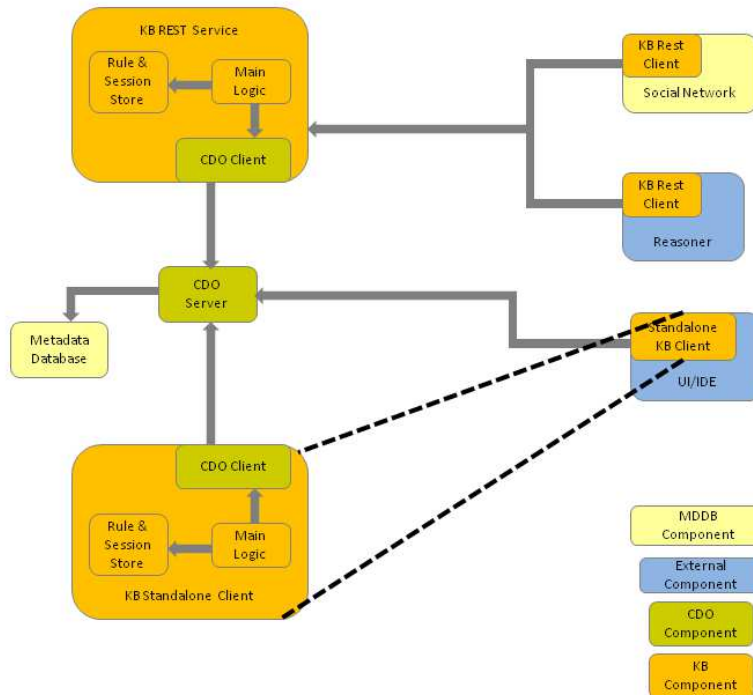 KB REST Service
Rule &
Session
Store
Main
Logic
CDO Client
KB Rest
Client
Social Network
KB Rest
Client
Reasoner
CDO
Server
Metadata
Database
Standalone
KB Client
UI/IDE
CDO Client
Rule &
Session
Store
Main
Logic
KB Standalone Client
MDDB
Component
External
Component
CDO
Component
KB
Component